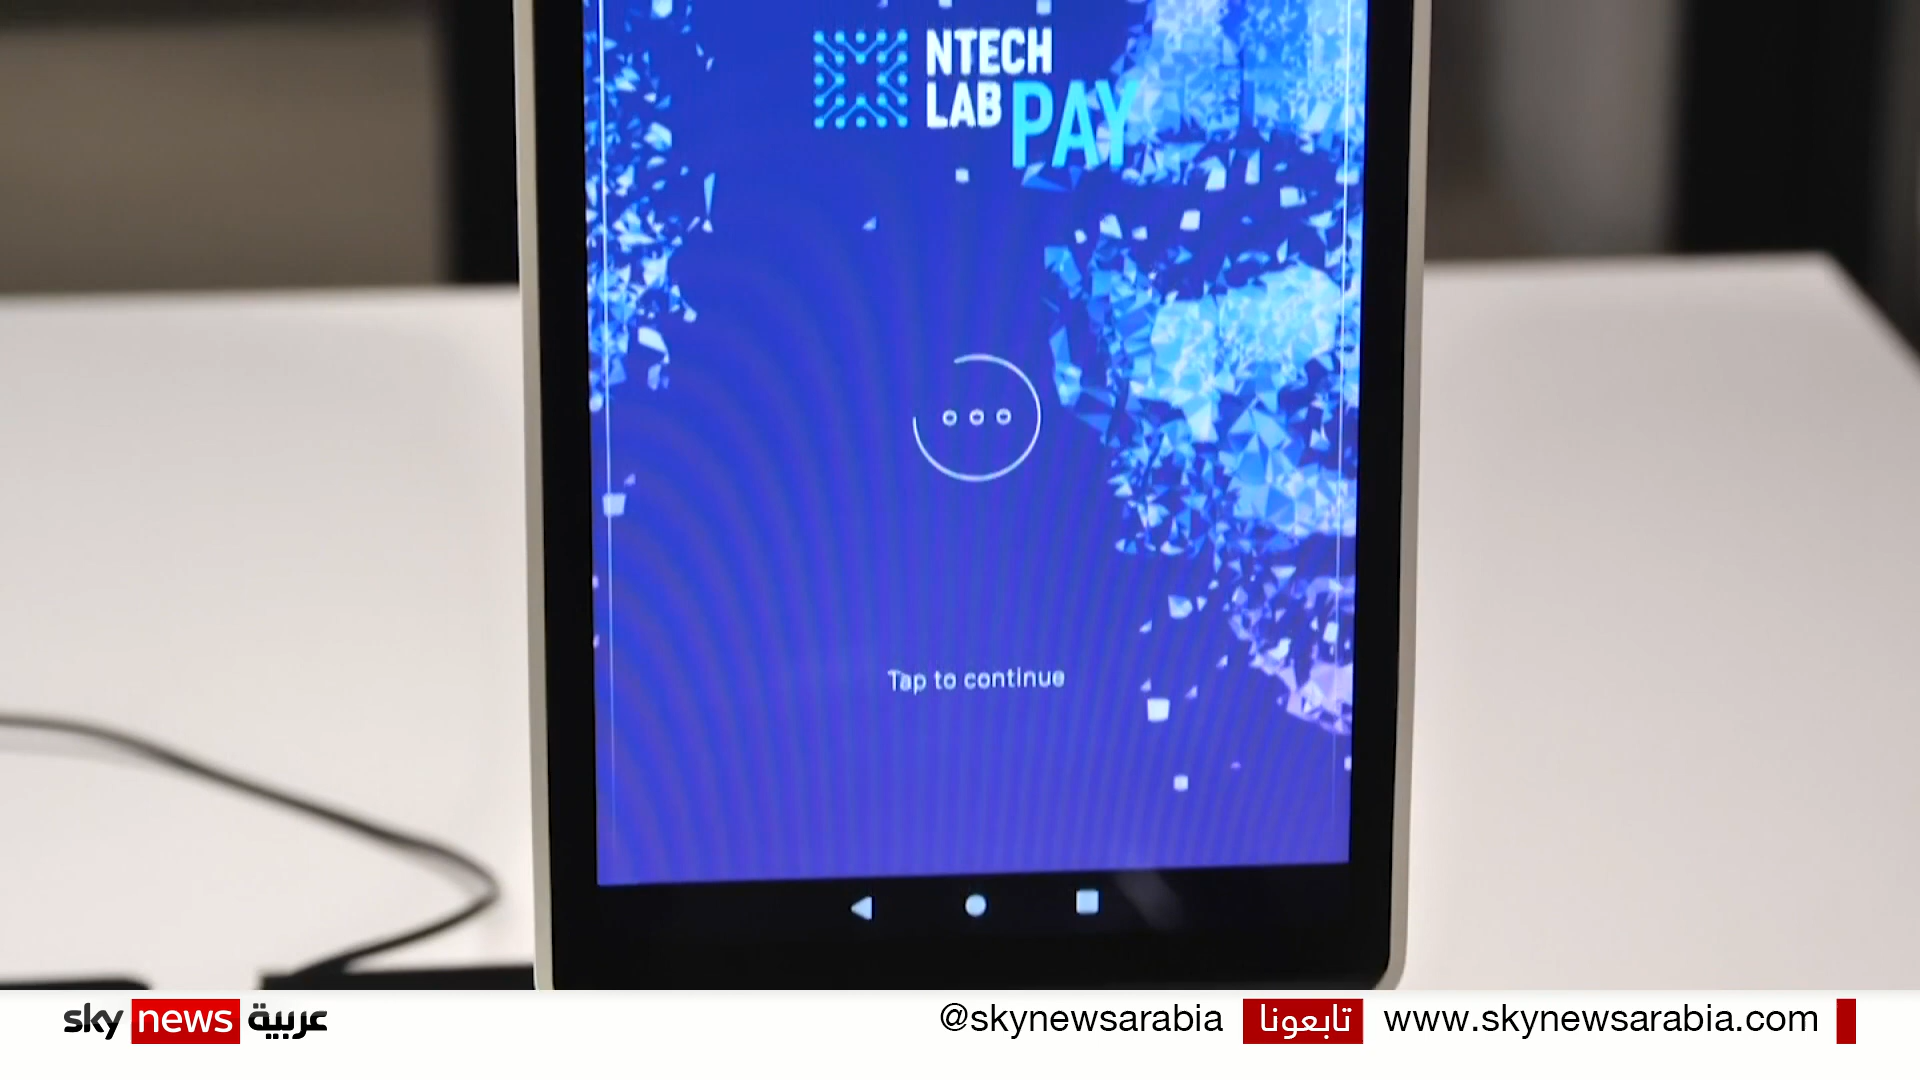 NTECH
LAB PAY
Tap to continue
sky news عربية
@skynewsarabia تابعونا www.skynewsarabia.com